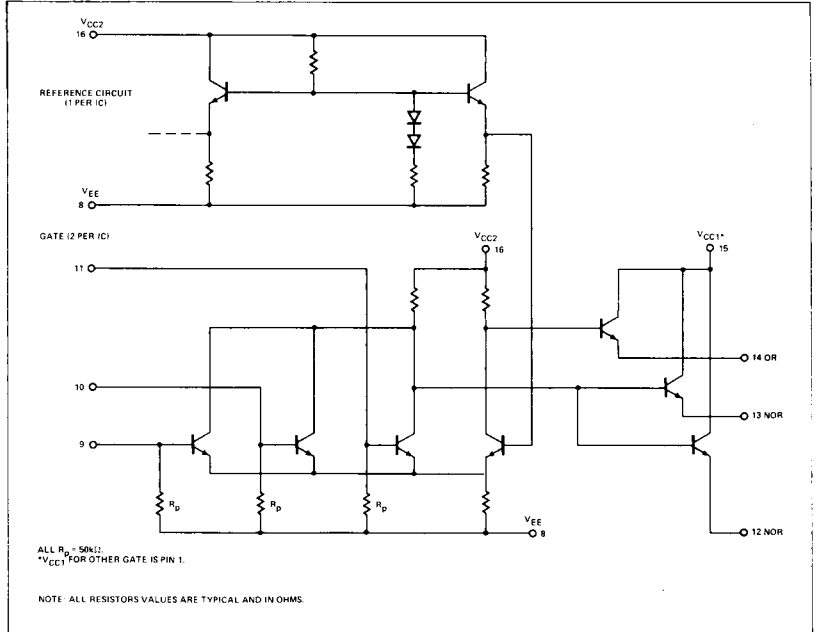 VCC2
16
REFERENCE CIRCUIT
(1 PER IC)
VEE
8
GATE (2 PER IC)
VCC2
16
VCC1*
15
11
14 OR
10
13 NOR
9
Rp
Rp
Rp
VEE
8
12 NOR
ALL Rp = 50kΩ.
*VCC1 FOR OTHER GATE IS PIN 1.
NOTE: ALL RESISTORS VALUES ARE TYPICAL AND IN OHMS.